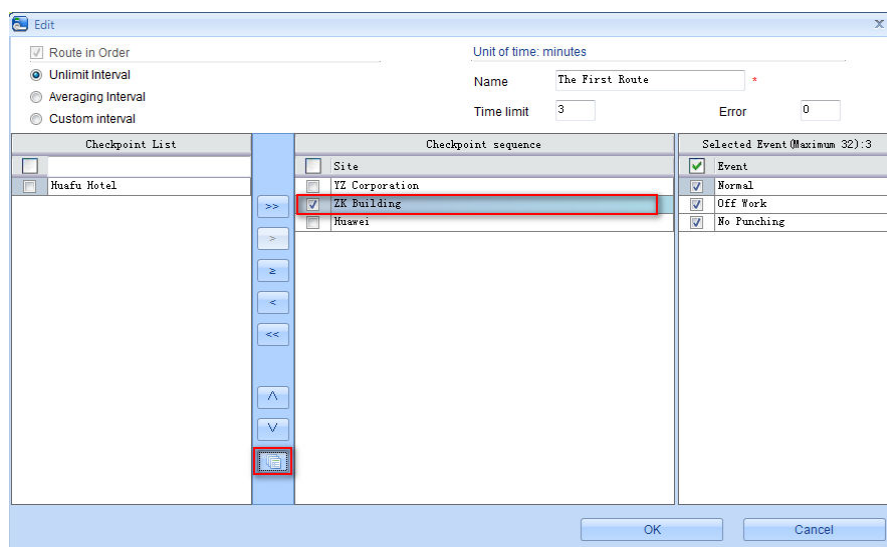 Edit
Route in Order
Unlimit Interval
Averaging Interval
Custom interval
Unit of time: minutes
Name The First Route *
Time limit 3 Error 0
Checkpoint List
Huafu Hotel
>>
>
≥
<
<<
Checkpoint sequence
Site
YZ Corporation
ZK Building
Huawei
Selected Event(Maximum 32):3
Event
Normal
Off Work
No Punching
OK Cancel